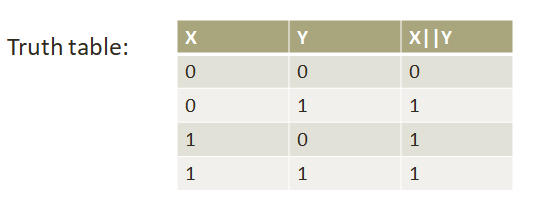 Truth table:
X Y X||Y
0 0 0
0 1 1
1 0 1
1 1 1